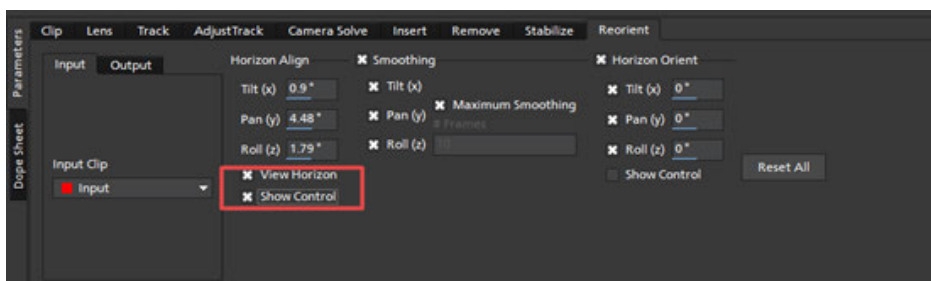 Clip Lens Track AdjustTrack Camera Solve Insert Remove Stabilize Reorient
Parameters
Dope Sheet
Input Output
Input Clip
Input
Horizon Align
Tilt (x) 0.9°
Pan (y) 4.48°
Roll (z) 1.79°
View Horizon
Show Control
Smoothing
Tilt (x)
Pan (y)
Roll (z)
Maximum Smoothing
# Frames
10
Horizon Orient
Tilt (x) 0°
Pan (y) 0°
Roll (z) 0°
Show Control
Reset All